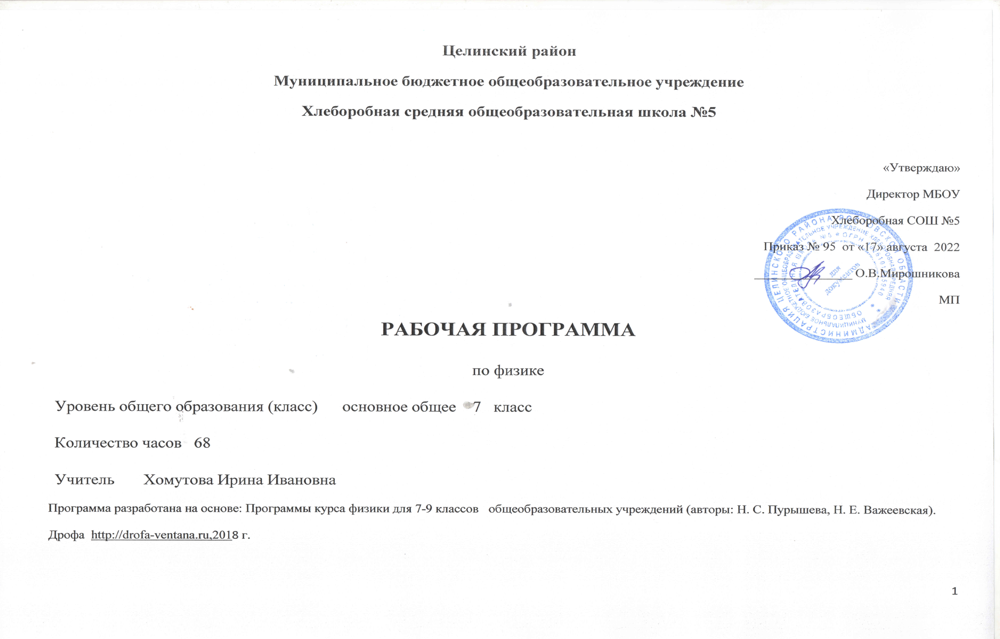 Целинский район
Муниципальное бюджетное общеобразовательное учреждение
Хлеборобная средняя общеобразовательная школа №5
«Утверждаю»
Директор МБОУ
Хлеборобная СОШ №5
Приказ № 95 от «17» августа 2022
О.В.Мирошникова
МП
АДМИНИСТРАЦИЯ ЦЕЛИНСКОГО РАЙОНА РОСТОВСКОЙ ОБЛАСТИ
МУНИЦИПАЛЬНОЕ БЮДЖЕТНОЕ ОБЩЕОБРАЗОВАТЕЛЬНОЕ УЧРЕЖДЕНИЕ ХЛЕБОРОБНАЯ СРЕДНЯЯ
ОБЩЕОБРАЗОВАТЕЛЬНАЯ ШКОЛА №5 * ОГРН
для
документов
РАБОЧАЯ ПРОГРАММА
по физике
Уровень общего образования (класс) основное общее 7 класс
Количество часов 68
Учитель Хомутова Ирина Ивановна
Программа разработана на основе: Программы курса физики для 7-9 классов общеобразовательных учреждений (авторы: Н. С. Пурышева, Н. Е. Важеевская).
Дрофа http://drofa-ventana.ru,2018 г.
1